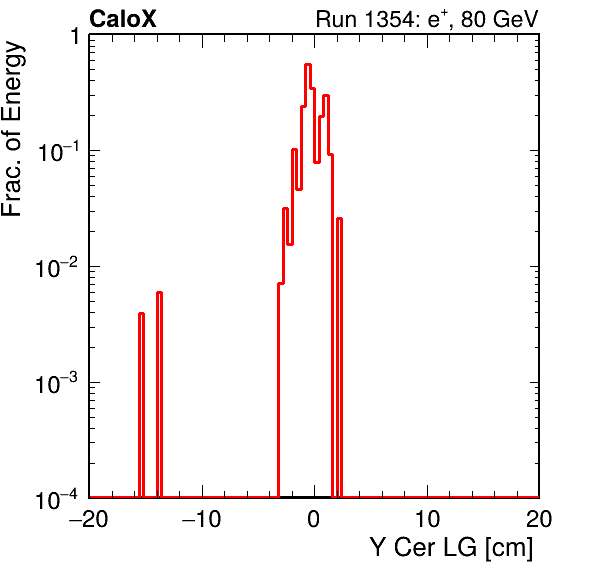 CaloX Run 1354: e⁺, 80 GeV
Frac. of Energy
1
10⁻¹
10⁻²
10⁻³
10⁻⁴
−20 −10 0 10 20
Y Cer LG [cm]